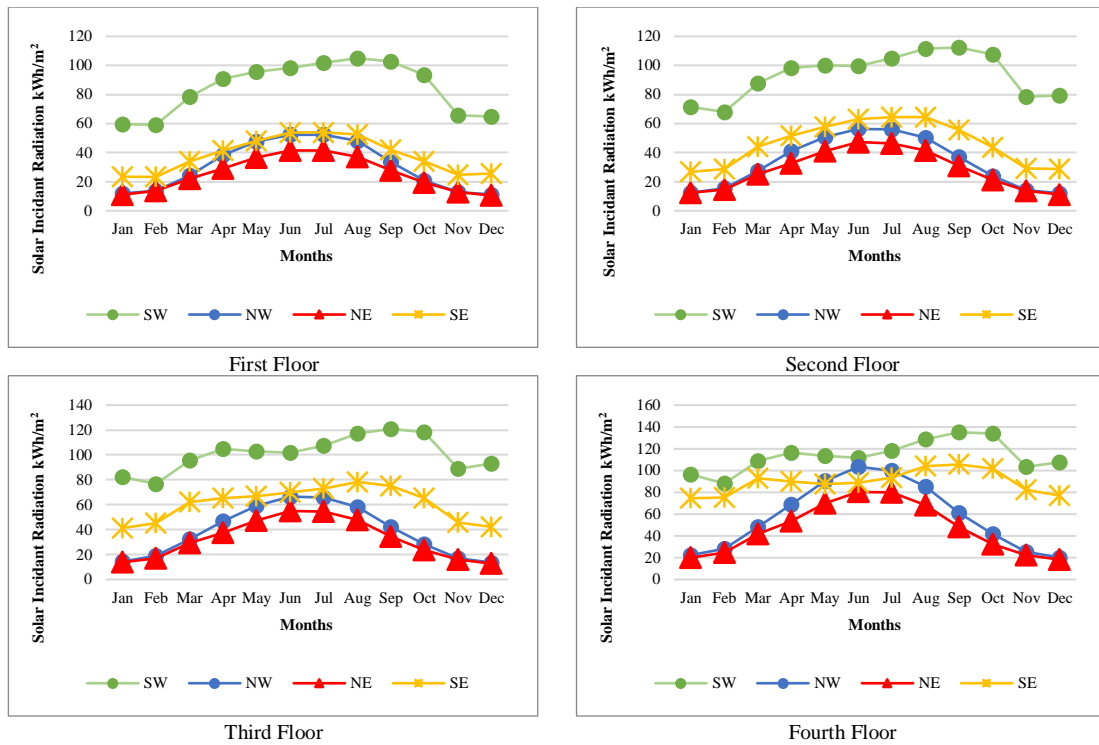 Solar Incidant Radiation kWh/m²
120
100
80
60
40
20
0
Jan Feb Mar Apr May Jun Jul Aug Sep Oct Nov Dec
Months
SW NW NE SE
First Floor
Solar Incidant Radiation kWh/m²
120
100
80
60
40
20
0
Jan Feb Mar Apr May Jun Jul Aug Sep Oct Nov Dec
Months
SW NW NE SE
Second Floor
Solar Incidant Radiation kWh/m²
140
120
100
80
60
40
20
0
Jan Feb Mar Apr May Jun Jul Aug Sep Oct Nov Dec
Months
SW NW NE SE
Third Floor
Solar Incidant Radiation kWh/m²
160
140
120
100
80
60
40
20
0
Jan Feb Mar Apr May Jun Jul Aug Sep Oct Nov Dec
Months
SW NW NE SE
Fourth Floor